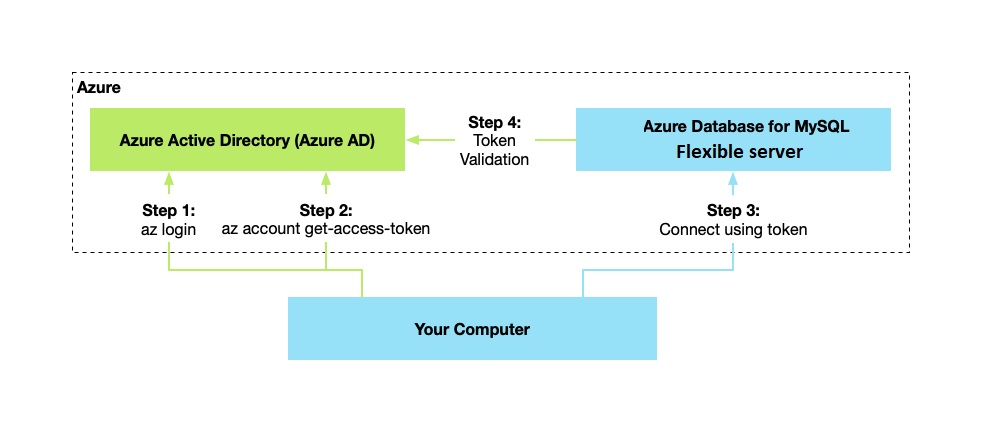 Azure
Azure Active Directory (Azure AD)
Step 4:
Token
Validation
Azure Database for MySQL
Flexible server
Step 1:
az login
Step 2:
az account get-access-token
Step 3:
Connect using token
Your Computer